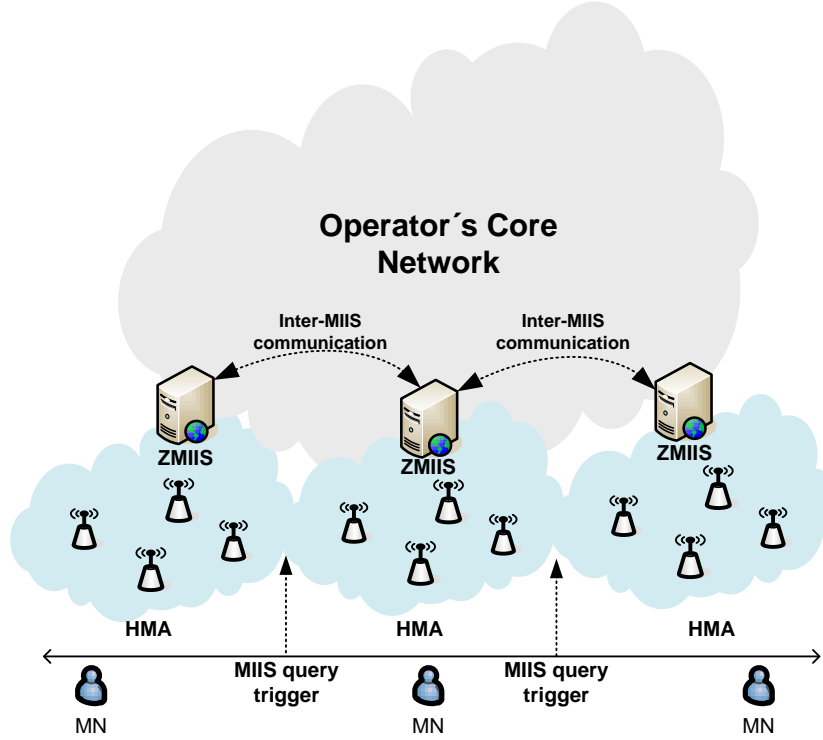 Operator´s Core
Network
Inter-MIIS
communication
Inter-MIIS
communication
ZMIIS
ZMIIS
ZMIIS
HMA
HMA
HMA
MIIS query
trigger
MIIS query
trigger
MN
MN
MN